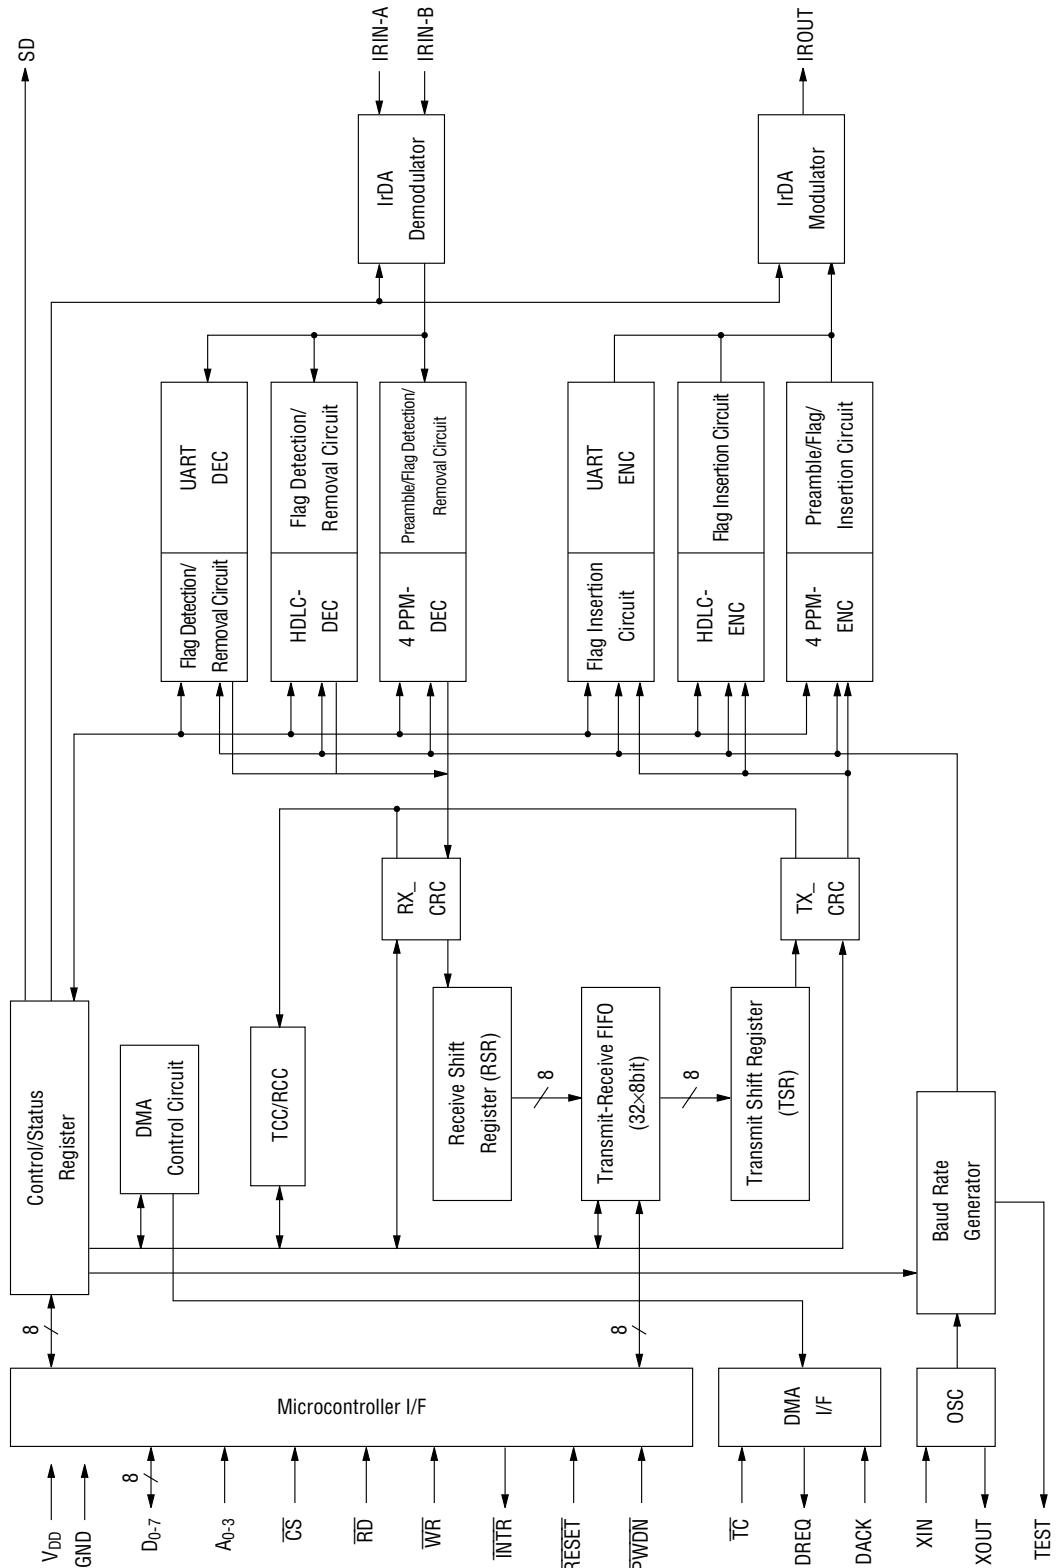 SD
IRIN-A
IRIN-B
IROUT
IrDA
Demodulator
IrDA
Modulator
UART
DEC
Flag Detection/
Removal Circuit
Flag Detection/
Removal Circuit
HDLC-
DEC
Preamble/Flag Detection/
Removal Circuit
4 PPM-
DEC
UART
ENC
Flag Insertion
Circuit
Flag Insertion Circuit
HDLC-
ENC
Preamble/Flag/
Insertion Circuit
4 PPM-
ENC
RX_
CRC
TX_
CRC
Control/Status
Register
DMA
Control Circuit
TCC/RCC
Receive Shift
Register (RSR)
8
Transmit-Receive FIFO
(32×8bit)
8
Transmit Shift Register
(TSR)
Baud Rate
Generator
8
8
Microcontroller I/F
DMA
I/F
OSC
VDD
GND
8
D0-7
A0-3
CS
RD
WR
INTR
RESET
PWDN
TC
DREQ
DACK
XIN
XOUT
TEST